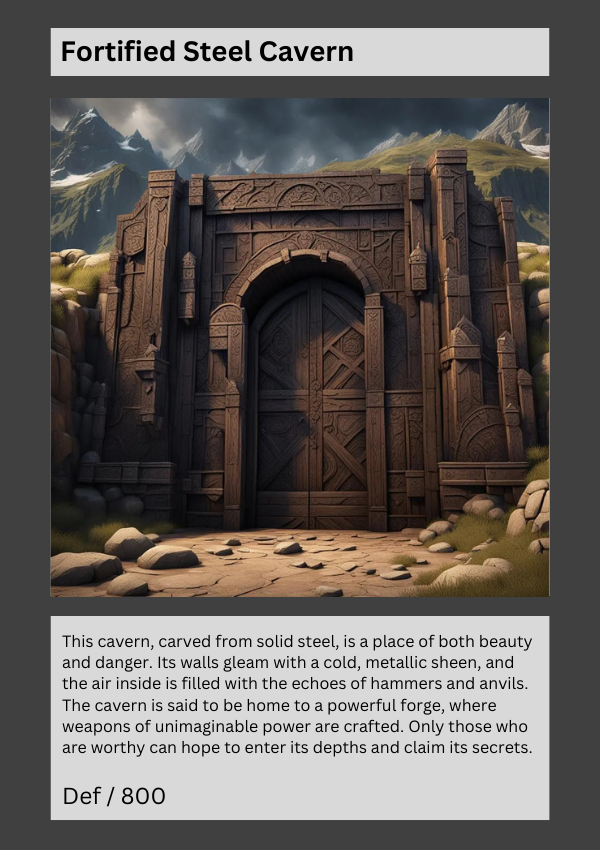 Fortified Steel Cavern
This cavern, carved from solid steel, is a place of both beauty
and danger. Its walls gleam with a cold, metallic sheen, and
the air inside is filled with the echoes of hammers and anvils.
The cavern is said to be home to a powerful forge, where
weapons of unimaginable power are crafted. Only those who
are worthy can hope to enter its depths and claim its secrets.
Def / 800